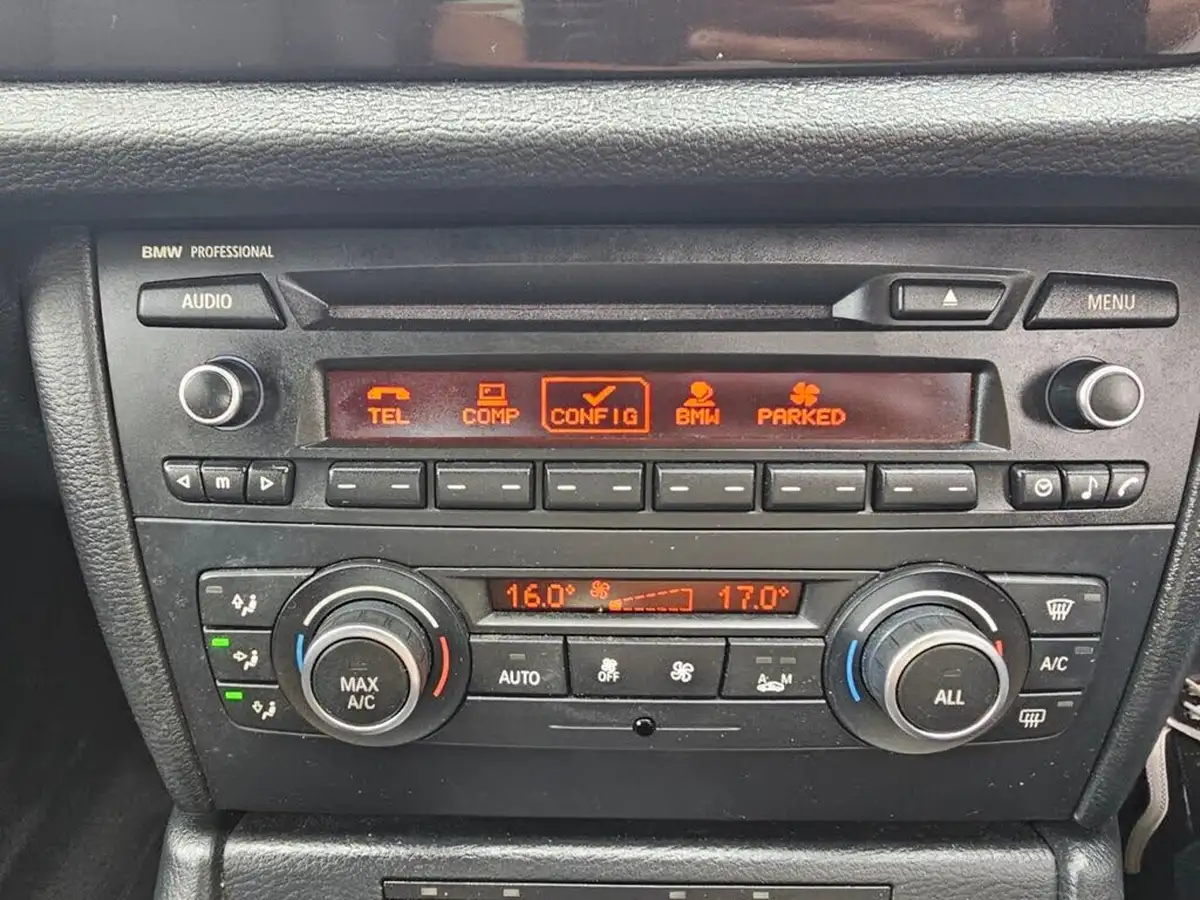 BMW PROFESSIONAL
AUDIO
MENU
TEL COMP CONFIG BMW PARKED
m
16.0° 17.0°
MAX
A/C
AUTO
OFF
A M
ALL
A/C